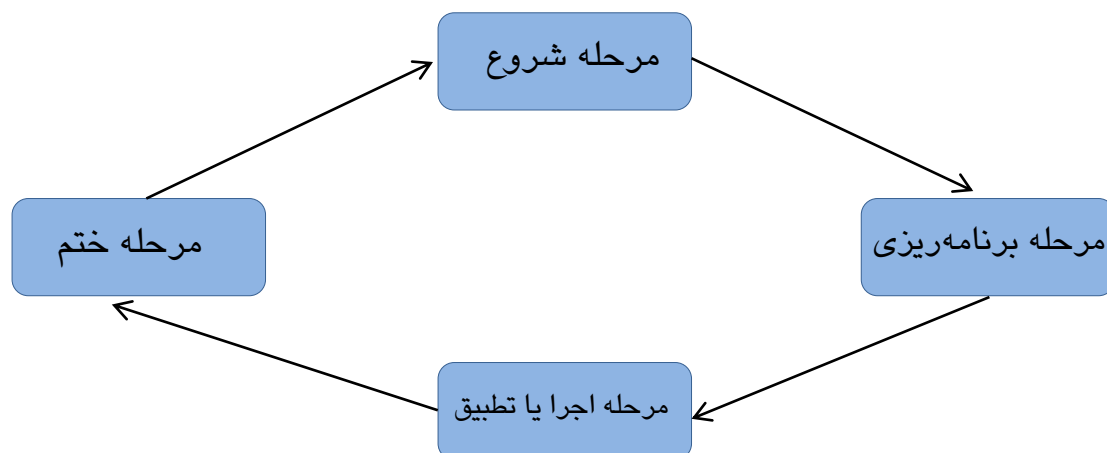 مرحله شروع
مرحله برنامه‌ریزی
مرحله اجرا یا تطبیق
مرحله ختم